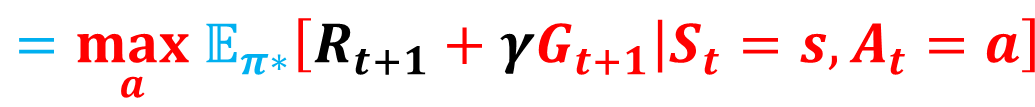 = max_a 𝔼_{π*}[R_{t+1} + γG_{t+1}|S_t = s, A_t = a]